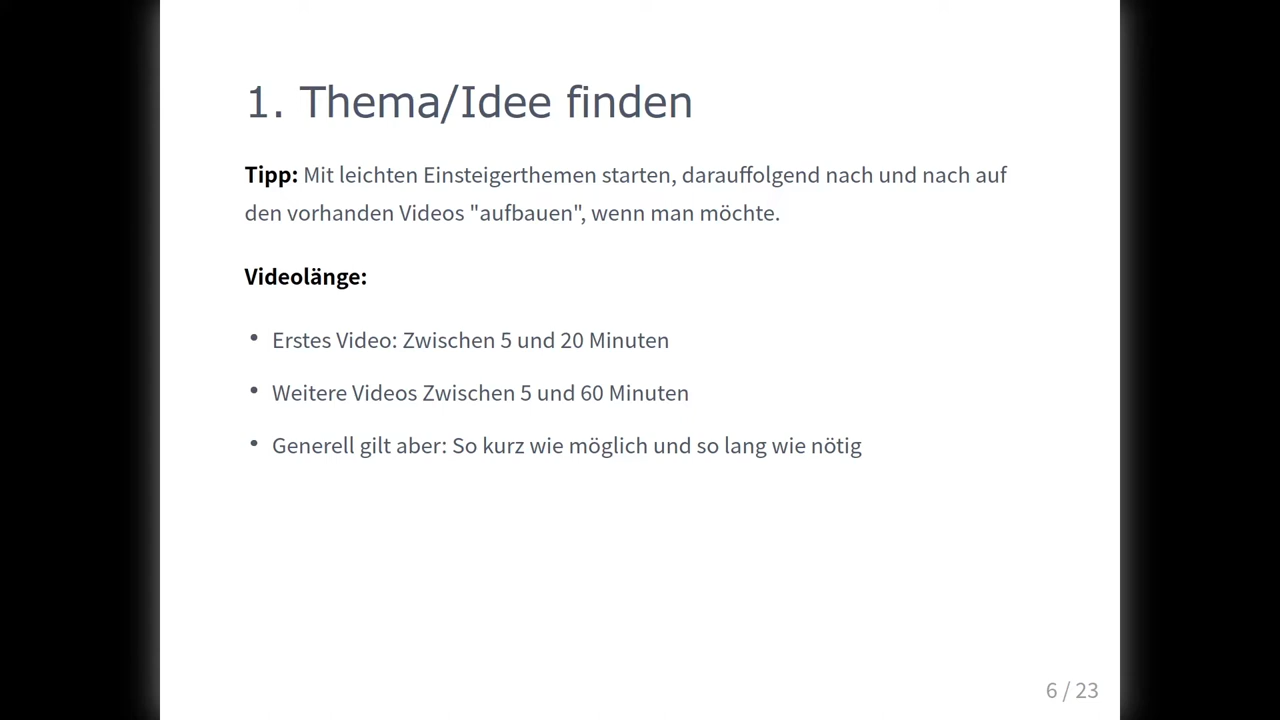 1. Thema/Idee finden
Tipp: Mit leichten Einsteigerthemen starten, darauffolgend nach und nach auf
den vorhanden Videos "aufbauen", wenn man möchte.
Videolänge:
• Erstes Video: Zwischen 5 und 20 Minuten
• Weitere Videos Zwischen 5 und 60 Minuten
• Generell gilt aber: So kurz wie möglich und so lang wie nötig
6 / 23